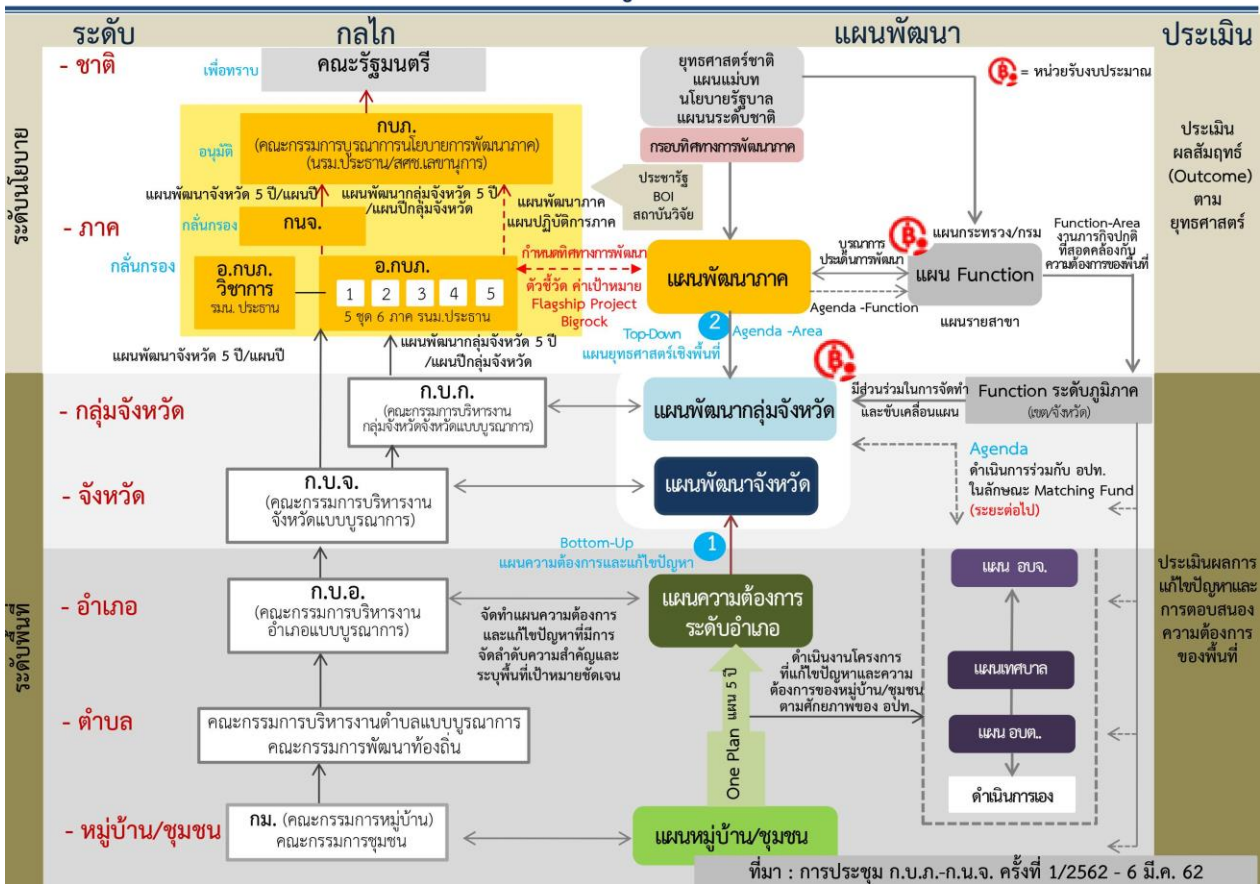 ระดับ
กลไก
แผนพัฒนา
ประเมิน
ระดับนโยบาย
- ชาติ
เพื่อทราบ
คณะรัฐมนตรี
ยุทธศาสตร์ชาติ
แผนแม่บท
นโยบายรัฐบาล
แผนนระดับชาติ
= หน่วยรับงบประมาณ
กรอบทิศทางการพัฒนาภาค
อนุมัติ
กบภ.
(คณะกรรมการบูรณาการนโยบายการพัฒนาภาค)
(นรม.ประธาน/สศช.เลขานุการ)
ประชารัฐ
BOI
สถาบันวิจัย
ประเมิน
ผลสัมฤทธ์
(Outcome)
ตาม
ยุทธศาสตร์
แผนพัฒนาจังหวัด 5 ปี/แผนปี
แผนพัฒนากลุ่มจังหวัด 5 ปี
/แผนปีกลุ่มจังหวัด
แผนพัฒนาภาค
แผนปฏิบัติการภาค
- ภาค
กลั่นกรอง
กนจ.
กลั่นกรอง
อ.กบภ.
วิชาการ
รมน. ประธาน
อ.กบภ.
1 2 3 4 5
5 ชุด 6 ภาค รนม.ประธาน
กำหนดทิศทางการพัฒนา
ตัวชี้วัด ค่าเป้าหมาย
Flagship Project
Bigrock
แผนพัฒนาภาค
บูรณาการ
ประเด็นการพัฒนา
Agenda -Function
แผนกระทรวง/กรม
แผน Function
แผนรายสาขา
Function-Area
งานภารกิจปกติ
ที่สอดคล้องกับ
ความต้องการของพื้นที่
2
Top-Down
แผนยุทธศาสตร์เชิงพื้นที่
Agenda -Area
แผนพัฒนาจังหวัด 5 ปี/แผนปี
แผนพัฒนากลุ่มจังหวัด 5 ปี
/แผนปีกลุ่มจังหวัด
ระดับพื้นที่
- กลุ่มจังหวัด
ก.บ.ก.
(คณะกรรมการบริหารงาน
กลุ่มจังหวัดจังหวัดแบบบูรณาการ)
แผนพัฒนากลุ่มจังหวัด
มีส่วนร่วมในการจัดทำ
และขับเคลื่อนแผน
Function ระดับภูมิภาค
(เขต/จังหวัด)
- จังหวัด
ก.บ.จ.
(คณะกรรมการบริหารงาน
จังหวัดแบบบูรณาการ)
แผนพัฒนาจังหวัด
Agenda
ดำเนินการร่วมกับ อปท.
ในลักษณะ Matching Fund
(ระยะต่อไป)
Bottom-Up
แผนความต้องการและแก้ไขปัญหา
1
- อำเภอ
ก.บ.อ.
(คณะกรรมการบริหารงาน
อำเภอแบบบูรณาการ)
จัดทำแผนความต้องการ
และแก้ไขปัญหาที่มีการ
จัดลำดับความสำคัญและ
ระบุพื้นที่เป้าหมายชัดเจน
แผนความต้องการ
ระดับอำเภอ
แผน อบจ.
ประเมินผลการ
แก้ไขปัญหาและ
การตอบสนอง
ความต้องการ
ของพื้นที่
ดำเนินงานโครงการ
ที่แก้ไขปัญหาและความ
ต้องการของหมู่บ้าน/ชุมชน
ตามศักยภาพของ อปท.
แผนเทศบาล
แผน อบต..
ดำเนินการเอง
- ตำบล
คณะกรรมการบริหารงานตำบลแบบบูรณาการ
คณะกรรมการพัฒนาท้องถิ่น
One Plan แผน 5 ปี
- หมู่บ้าน/ชุมชน
กม. (คณะกรรมการหมู่บ้าน)
คณะกรรมการชุมชน
แผนหมู่บ้าน/ชุมชน
ที่มา : การประชุม ก.บ.ภ.-ก.น.จ. ครั้งที่ 1/2562 - 6 มี.ค. 62